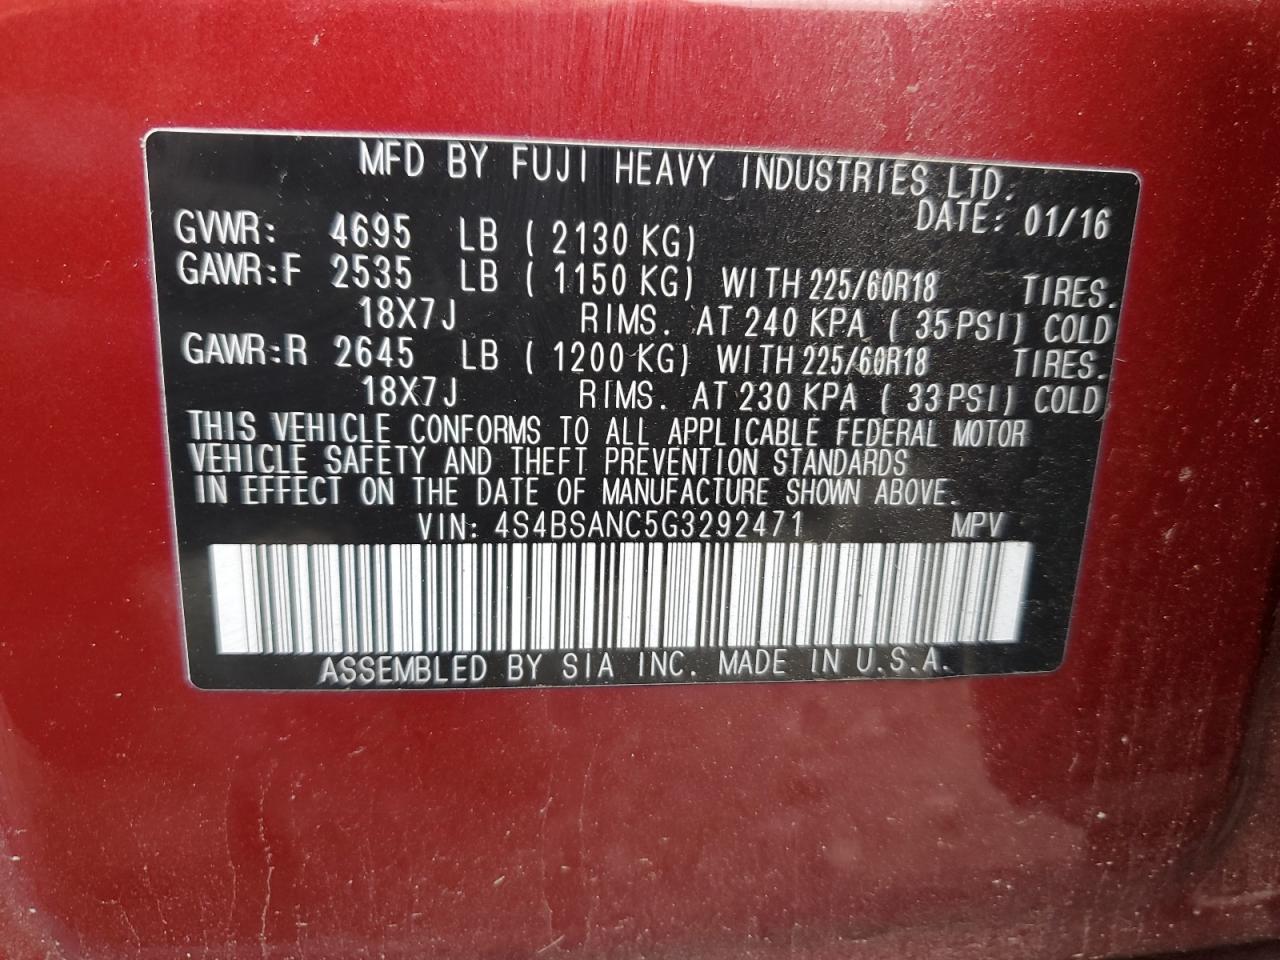 MFD BY FUJI HEAVY INDUSTRIES LTD.
DATE: 01/16
GVWR: 4695 LB ( 2130 KG)
GAWR:F 2535 LB ( 1150 KG) WITH 225/60R18 TIRES.
18X7J RIMS. AT 240 KPA ( 35 PSI) COLD
GAWR:R 2645 LB ( 1200 KG) WITH 225/60R18 TIRES.
18X7J RIMS. AT 230 KPA ( 33 PSI) COLD
THIS VEHICLE CONFORMS TO ALL APPLICABLE FEDERAL MOTOR
VEHICLE SAFETY AND THEFT PREVENTION STANDARDS
IN EFFECT ON THE DATE OF MANUFACTURE SHOWN ABOVE.
VIN: 4S4BSANC5G3292471 MPV
ASSEMBLED BY SIA INC. MADE IN U.S.A.